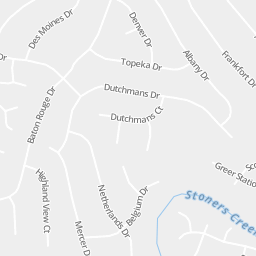 Des Moines Dr
Denver Dr
Dr
Topeka Dr
Albany Dr
Frankfort Dr
Dutchmans Dr
Dutchmans Ct
Baton Rouge Dr
Highland View Ct
Mercer D
Netherlands Dr
Belgium Dr
Greer Station
Stoners Creek